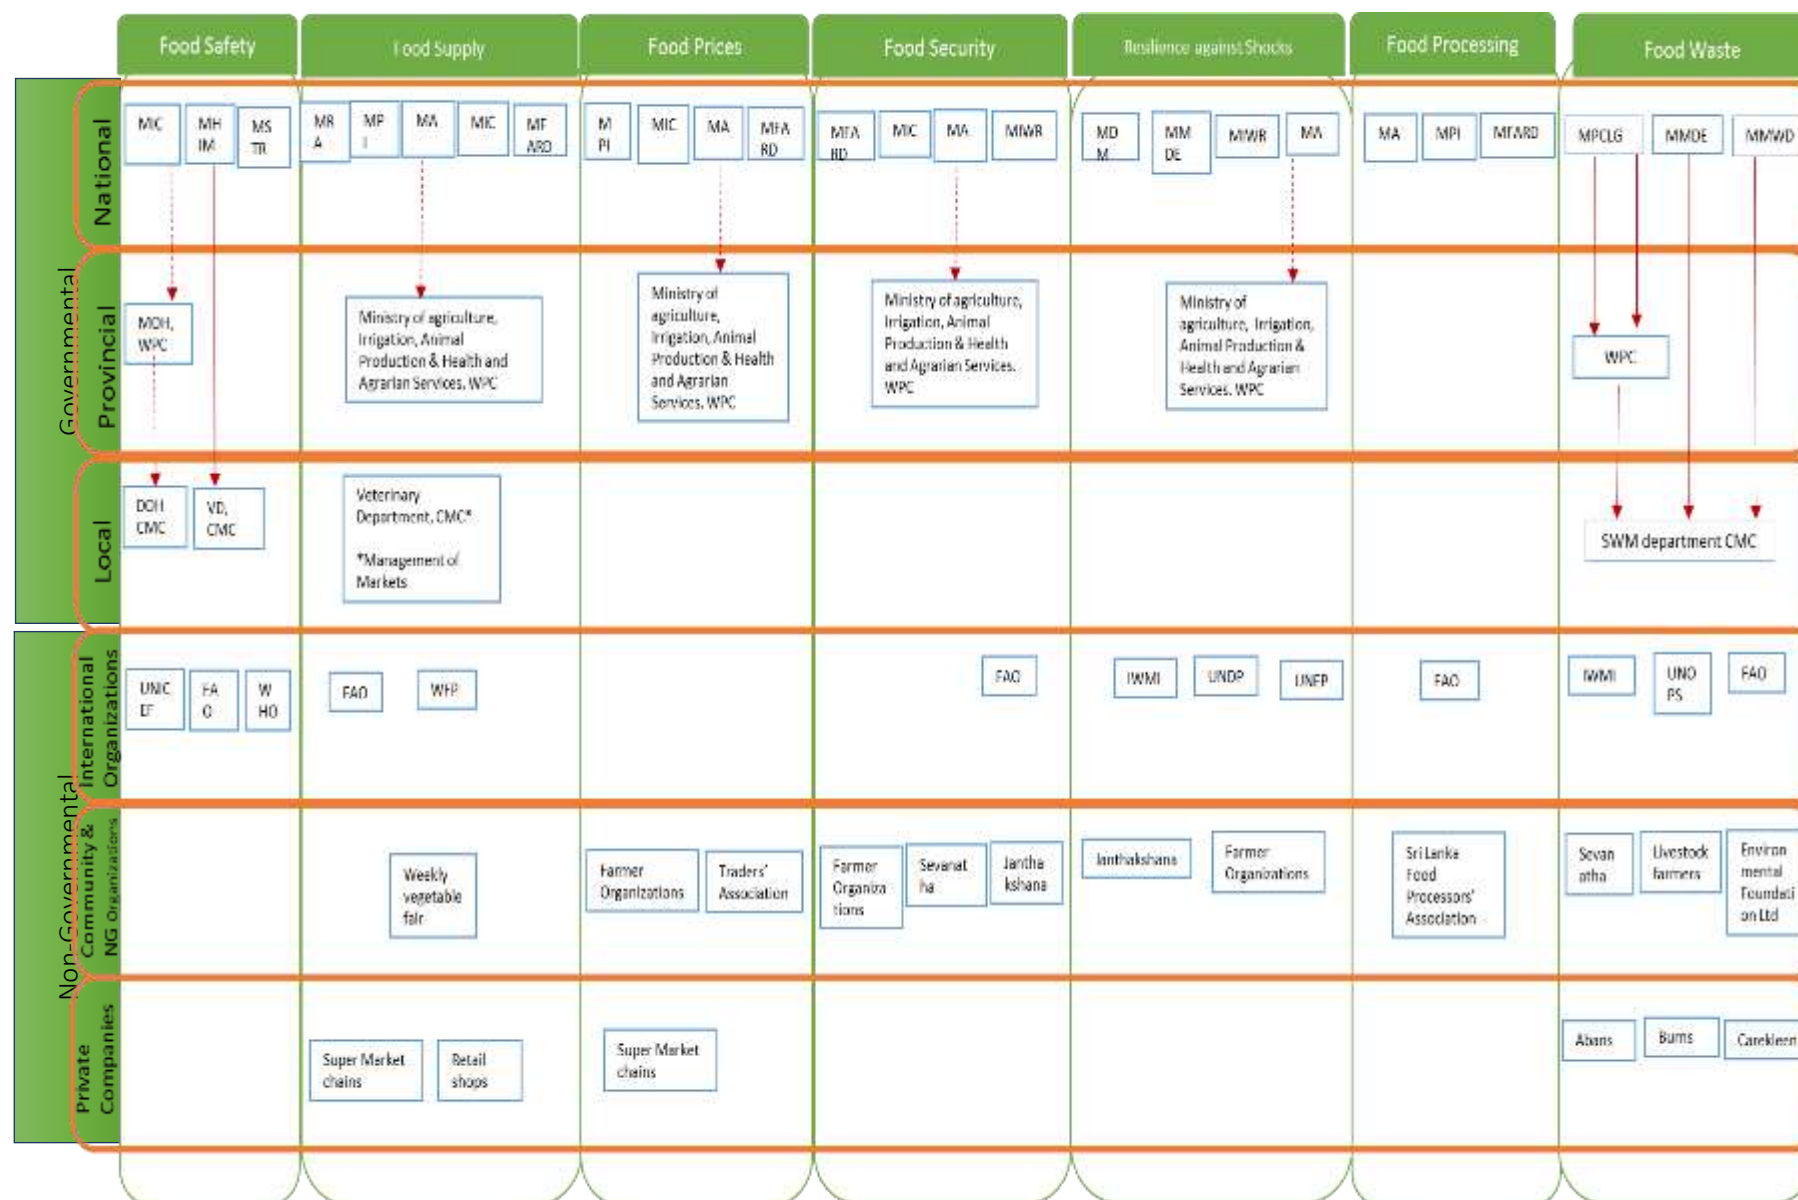 Food Safety
Food Supply
Food Prices
Food Security
Resilience against Shocks
Food Processing
Food Waste
Governmental
National
MIC
MH
IM
MS
TR
MR
A
MP
I
MA
MIC
MF
ARD
M
PI
MIC
MA
MFA
RD
MFA
RD
MIC
MA
MIWR
MD
M
MM
DE
MIWR
MA
MA
MPI
MFARD
MPCLG
MMDE
MMWD
Provincial
MOH,
WPC
Ministry of agriculture,
Irrigation, Animal
Production & Health and
Agrarian Services, WPC
Ministry of
agriculture,
Irrigation, Animal
Production & Health
and Agrarian
Services. WPC
Ministry of agriculture,
Irrigation, Animal
Production & Health
and Agrarian Services.
WPC
Ministry of
agriculture, Irrigation,
Animal Production &
Health and Agrarian
Services. WPC
WPC
Local
DOH
CMC
VD,
CMC
Veterinary
Department, CMC*
*Management of
Markets
SWM department CMC
Non-Governmental
International
Organizations
UNIC
EF
FA
O
W
HO
FAO
WFP
FAO
IWMI
UNDP
UNEP
FAO
IWMI
UNO
PS
FAO
Community &
NG Organizations
Weekly
vegetable
fair
Farmer
Organizations
Traders'
Association
Farmer
Organiza
tions
Sevanat
ha
Jantha
kshana
Janthakshana
Farmer
Organizations
Sri Lanka
Food
Processors'
Association
Sevan
atha
Livestock
farmers
Environ
mental
Foundati
on Ltd
Private
Companies
Super Market
chains
Retail
shops
Super Market
chains
Abans
Burns
Carekleen